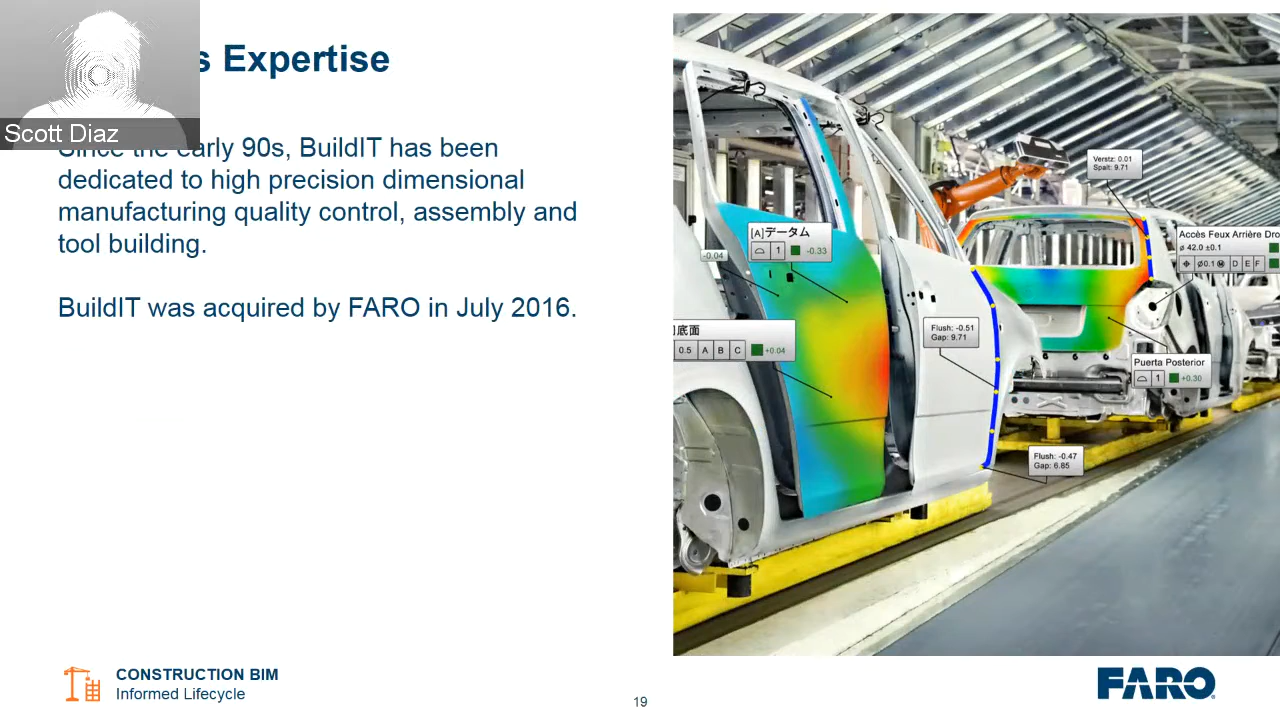 s Expertise
Scott Diaz
Since the early 90s, BuildIT has been
dedicated to high precision dimensional
manufacturing quality control, assembly and
tool building.
BuildIT was acquired by FARO in July 2016.
Verstz: 0.01
Spalt: 9.71
[A]データム
1 -0.33
-0.04
Accès Feux Arrière Dro
ø 42.0 ±0.1
Ø0.1 Ⓜ D E F
底面
0.5 A B C +0.04
Flush: -0.51
Gap: 9.71
Puerta Posterior
1 +0.30
Flush: -0.47
Gap: 6.85
CONSTRUCTION BIM
Informed Lifecycle
19
FARO